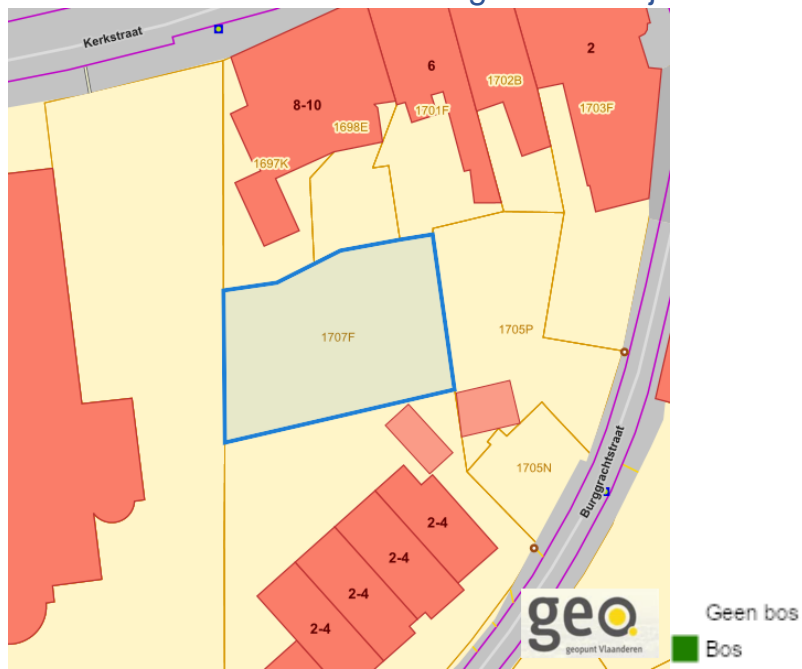 Kerkstraat
2
6
1702B
8-10
1701F
1703F
1698E
1697K
1707F
1705P
1705N
Burggrachtstraat
2-4
2-4
2-4
2-4
geo
geopunt Vlaanderen
Geen bos
Bos